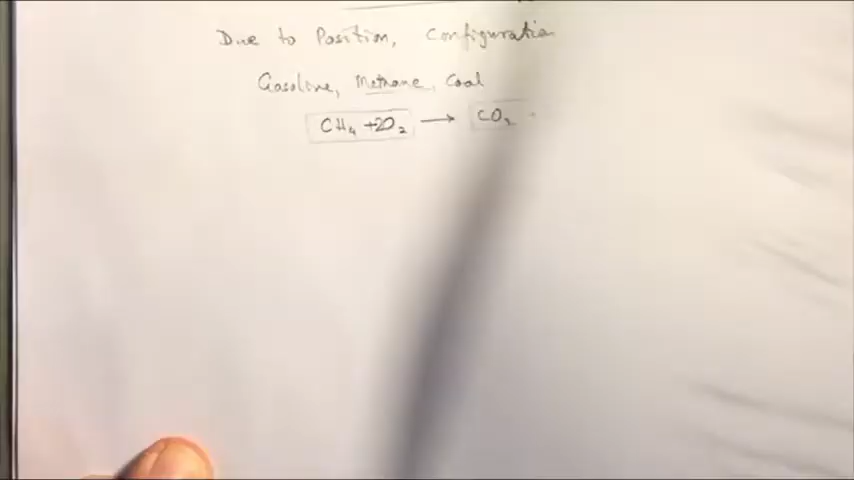 Due to Position, Configuration
Gasoline, Methane, Coal
CH₄ + 2O₂ → CO₂